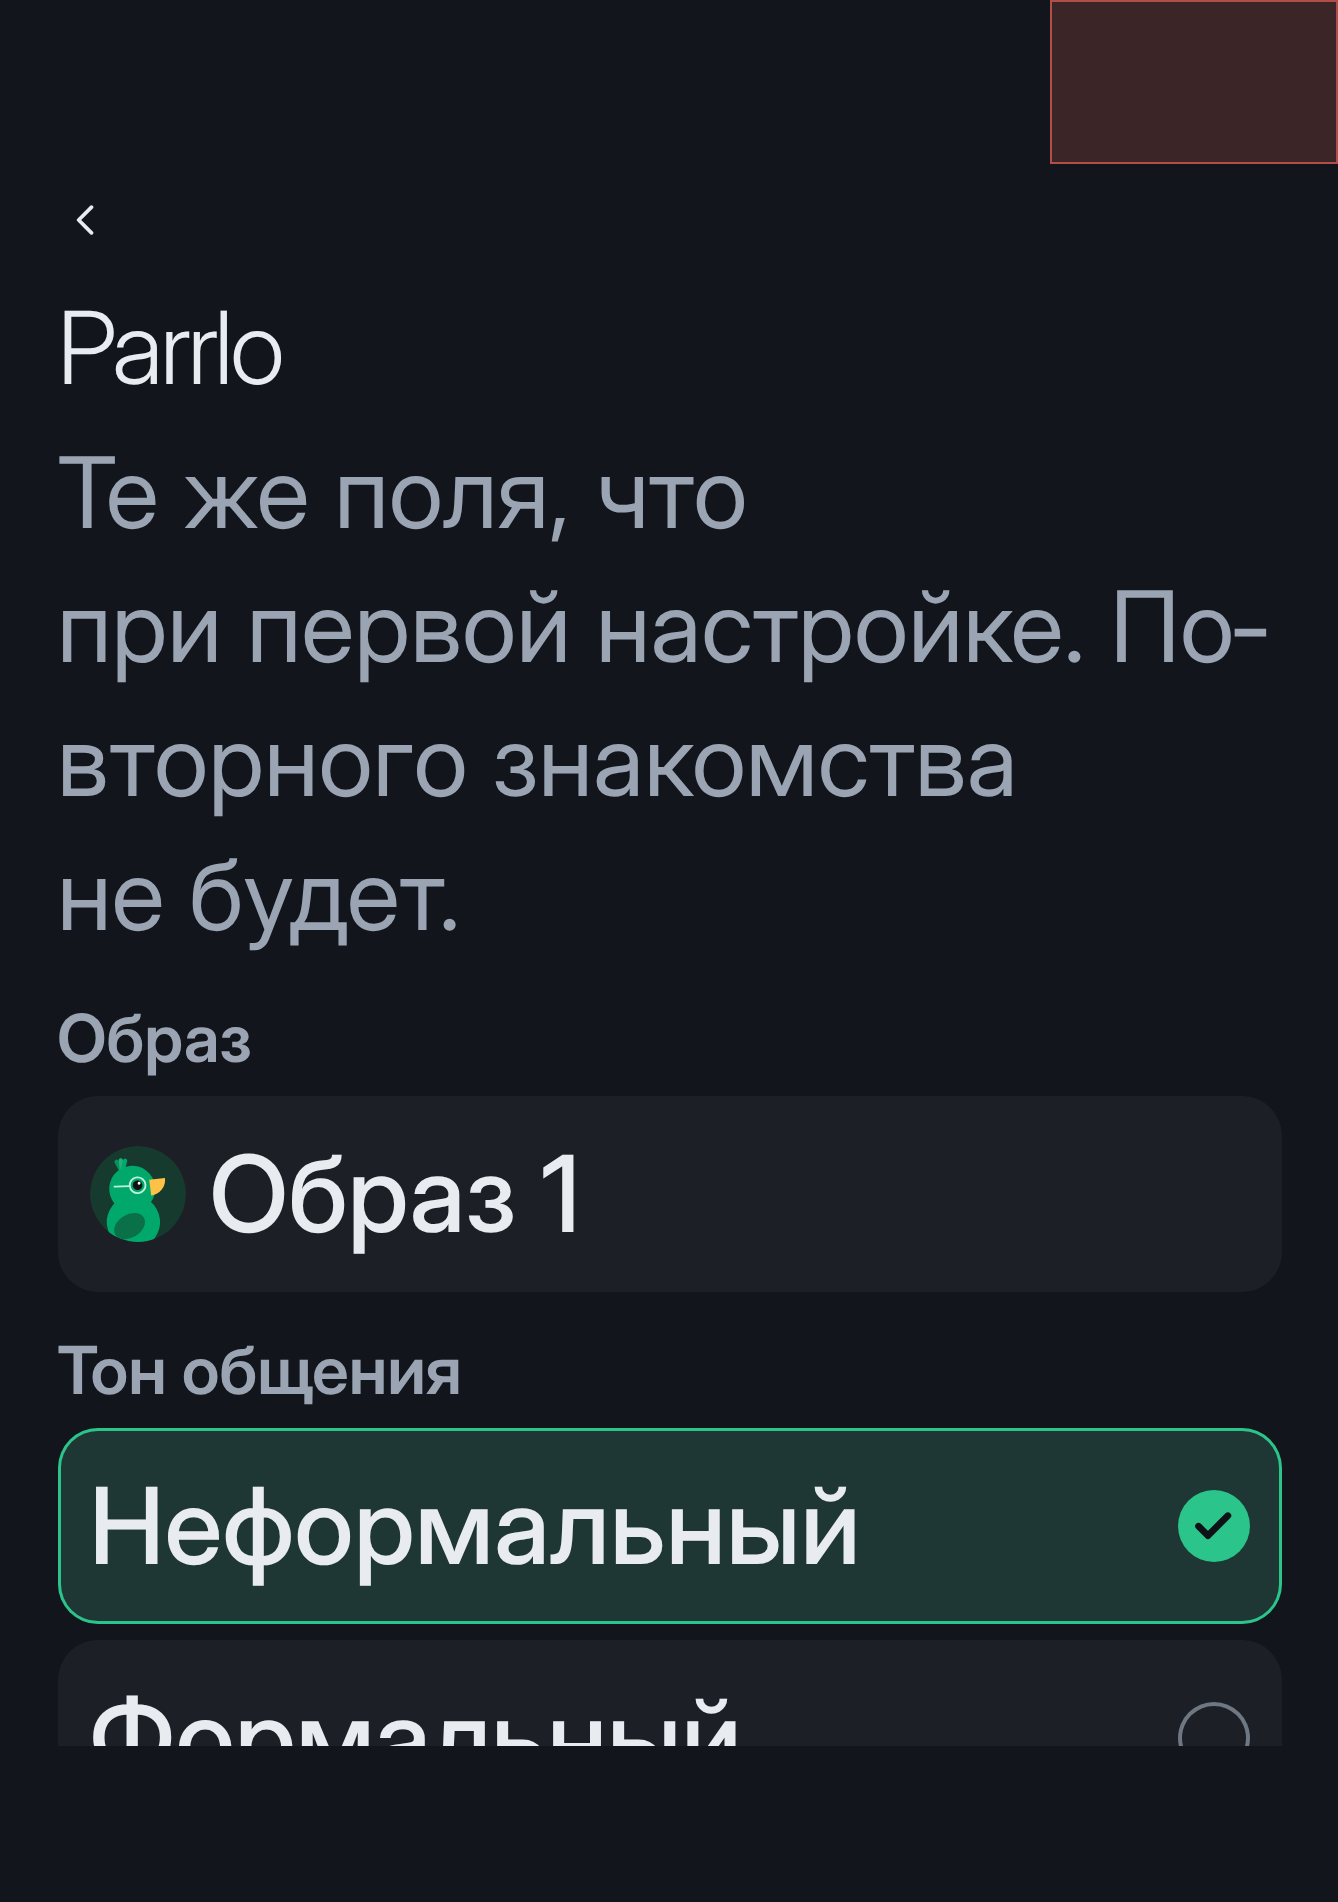 Parrlo
Те же поля, что
при первой настройке. По-
вторного знакомства
не будет.
Образ
Образ 1
Тон общения
Неформальный
Формальный